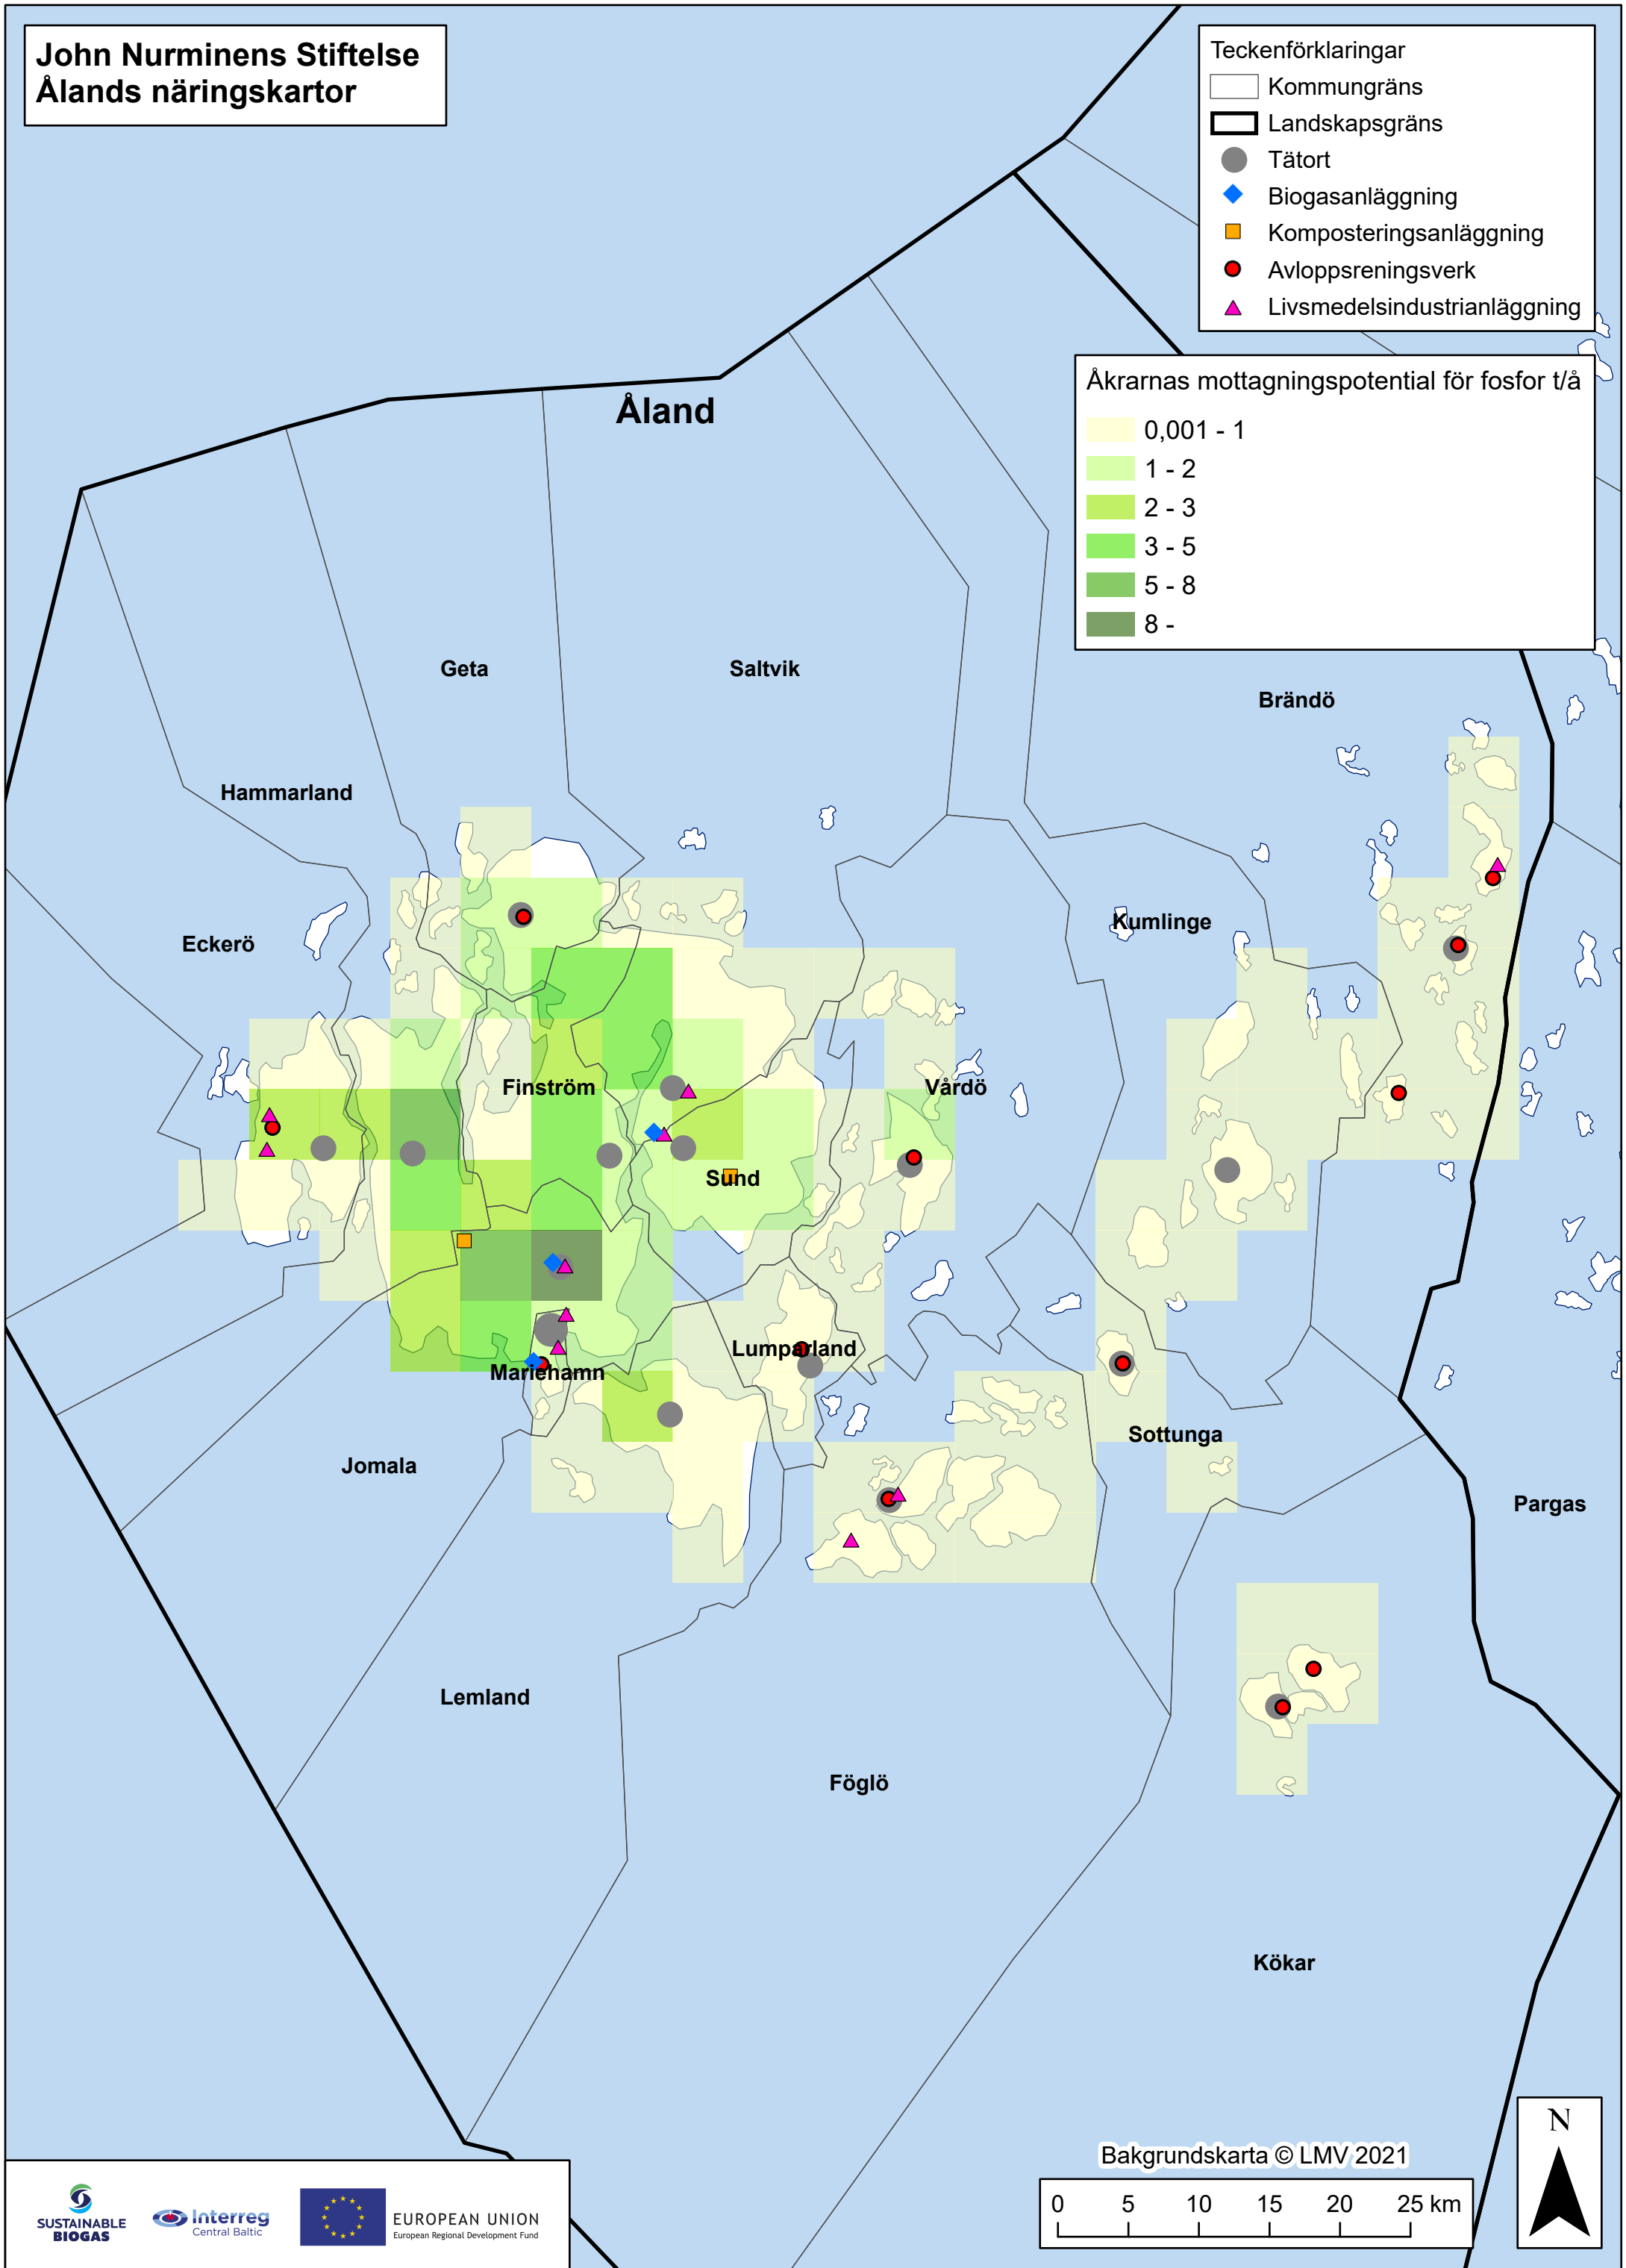 John Nurminens Stiftelse
Ålands näringskartor
Teckenförklaringar
Kommungräns
Landskapsgräns
Tätort
Biogasanläggning
Komposteringsanläggning
Avloppsreningsverk
Livsmedelsindustrianläggning
Åkrarnas mottagningspotential för fosfor t/å
0,001 - 1
1 - 2
2 - 3
3 - 5
5 - 8
8 -
Åland
Geta
Saltvik
Brändö
Hammarland
Kumlinge
Eckerö
Finström
Vårdö
Sund
Lumparland
Mariehamn
Sottunga
Jomala
Pargas
Lemland
Föglö
Kökar
N
Bakgrundskarta © LMV 2021
0 5 10 15 20 25 km
SUSTAINABLE
BIOGAS
Interreg
Central Baltic
EUROPEAN UNION
European Regional Development Fund